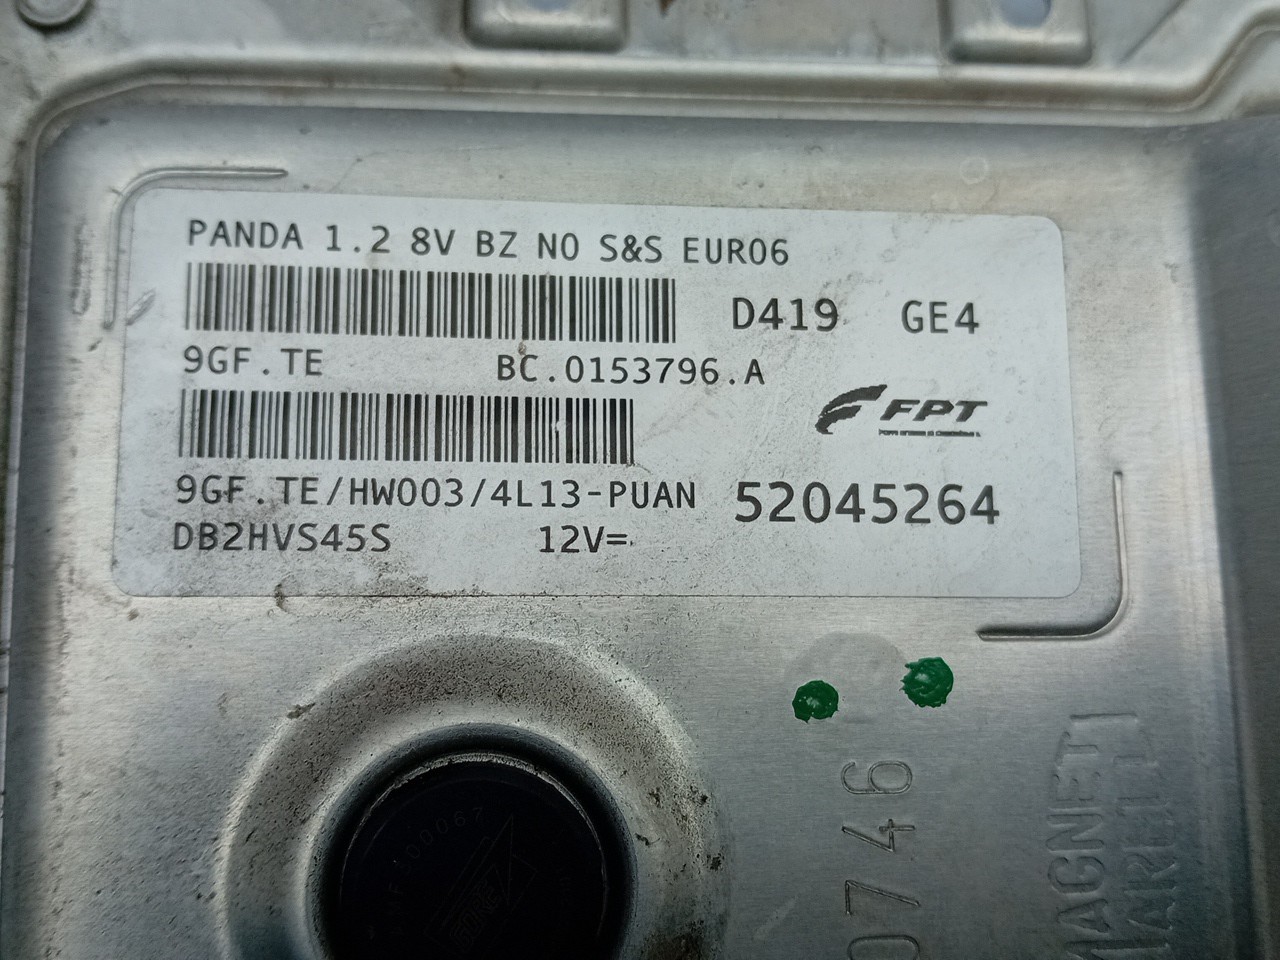 PANDA 1.2 8V BZ NO S&S EURO6
D419 GE4
9GF.TE BC.0153796.A
FPT
9GF.TE/HW003/4L13-PUAN 52045264
DB2HVS45S 12V=
0746
MAGNETI
MARELLI